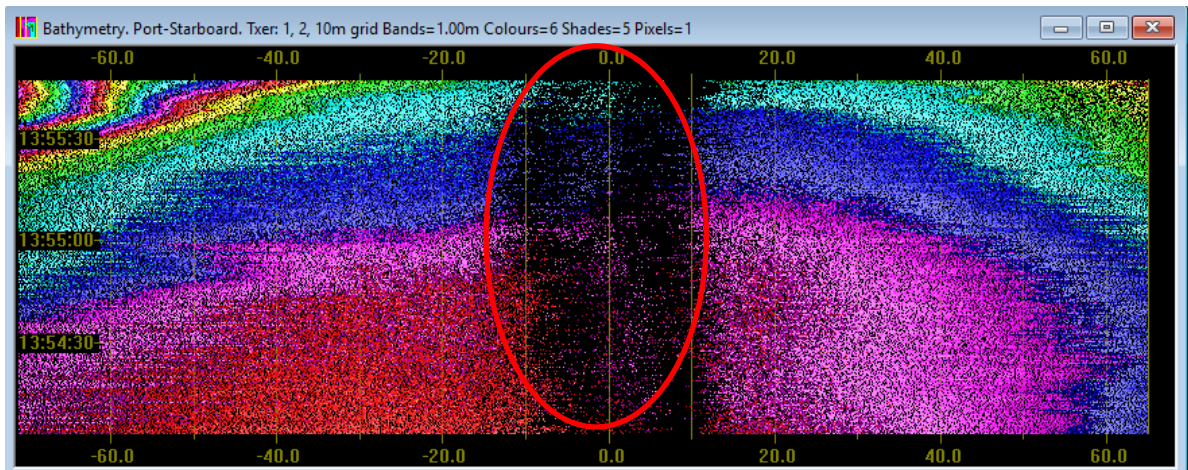 Bathymetry. Port-Starboard. Txer: 1, 2, 10m grid Bands=1.00m Colours=6 Shades=5 Pixels=1
-60.0 -40.0 -20.0 0.0 20.0 40.0 60.0
13:55:30
13:55:00
13:54:30
-60.0 -40.0 -20.0 0.0 20.0 40.0 60.0